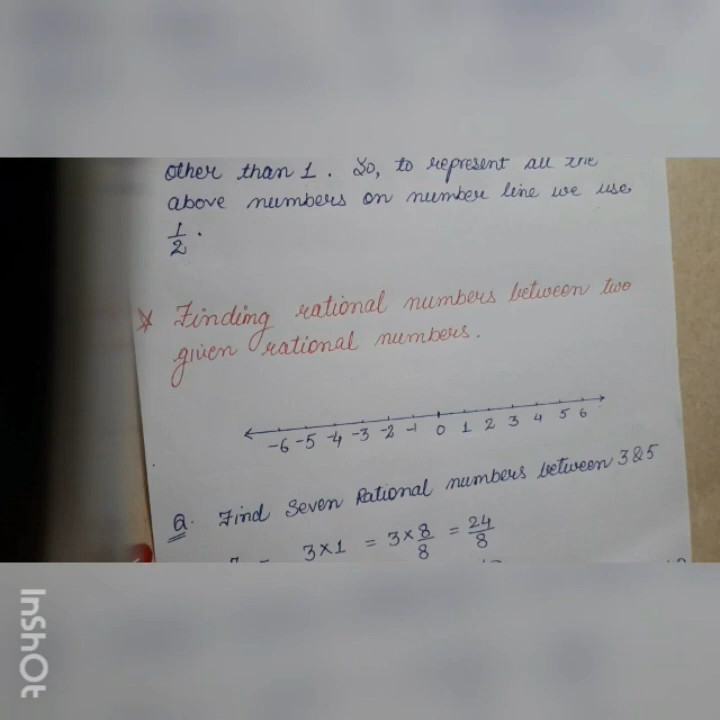 other than 1. So, to represent all the
above numbers on number line we use
1/2.
* Finding rational numbers between two
given rational numbers.
-6 -5 -4 -3 -2 -1 0 1 2 3 4 5 6
Q. Find Seven Rational numbers between 3 & 5
3×1 = 3×8/8 = 24/8
InShOt